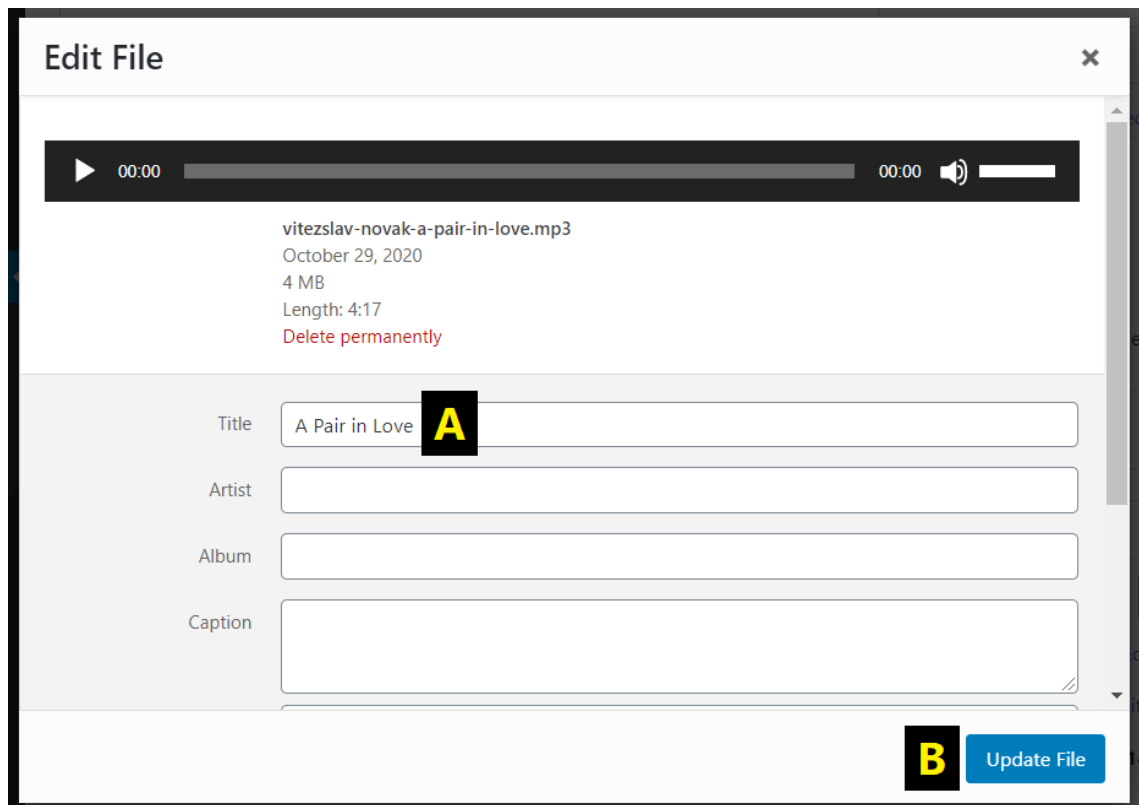 Edit File
00:00 00:00
vitezslav-novak-a-pair-in-love.mp3
October 29, 2020
4 MB
Length: 4:17
Delete permanently
Title A Pair in Love A
Artist
Album
Caption
B Update File